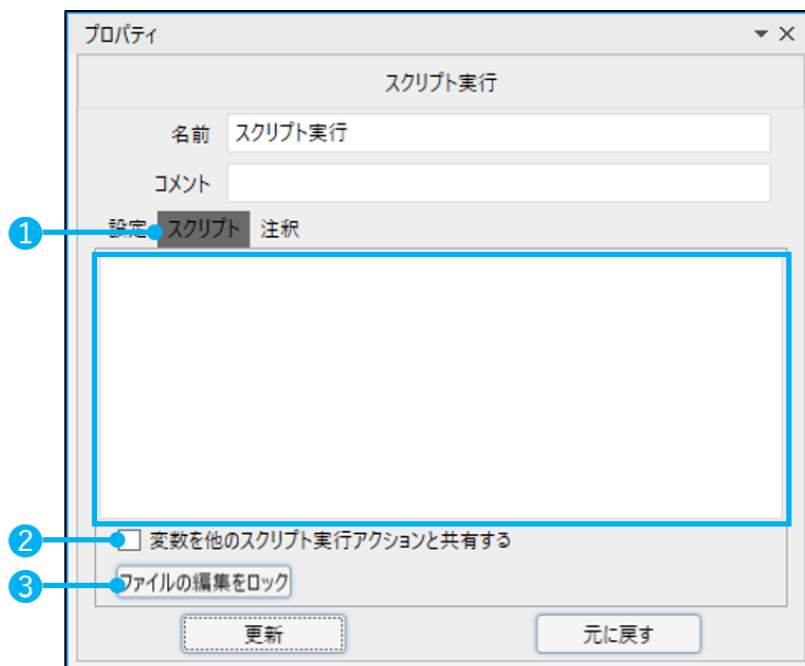 プロパティ
スクリプト実行
名前 スクリプト実行
コメント
1 設定 スクリプト 注釈
2 変数を他のスクリプト実行アクションと共有する
3 ファイルの編集をロック
更新 元に戻す